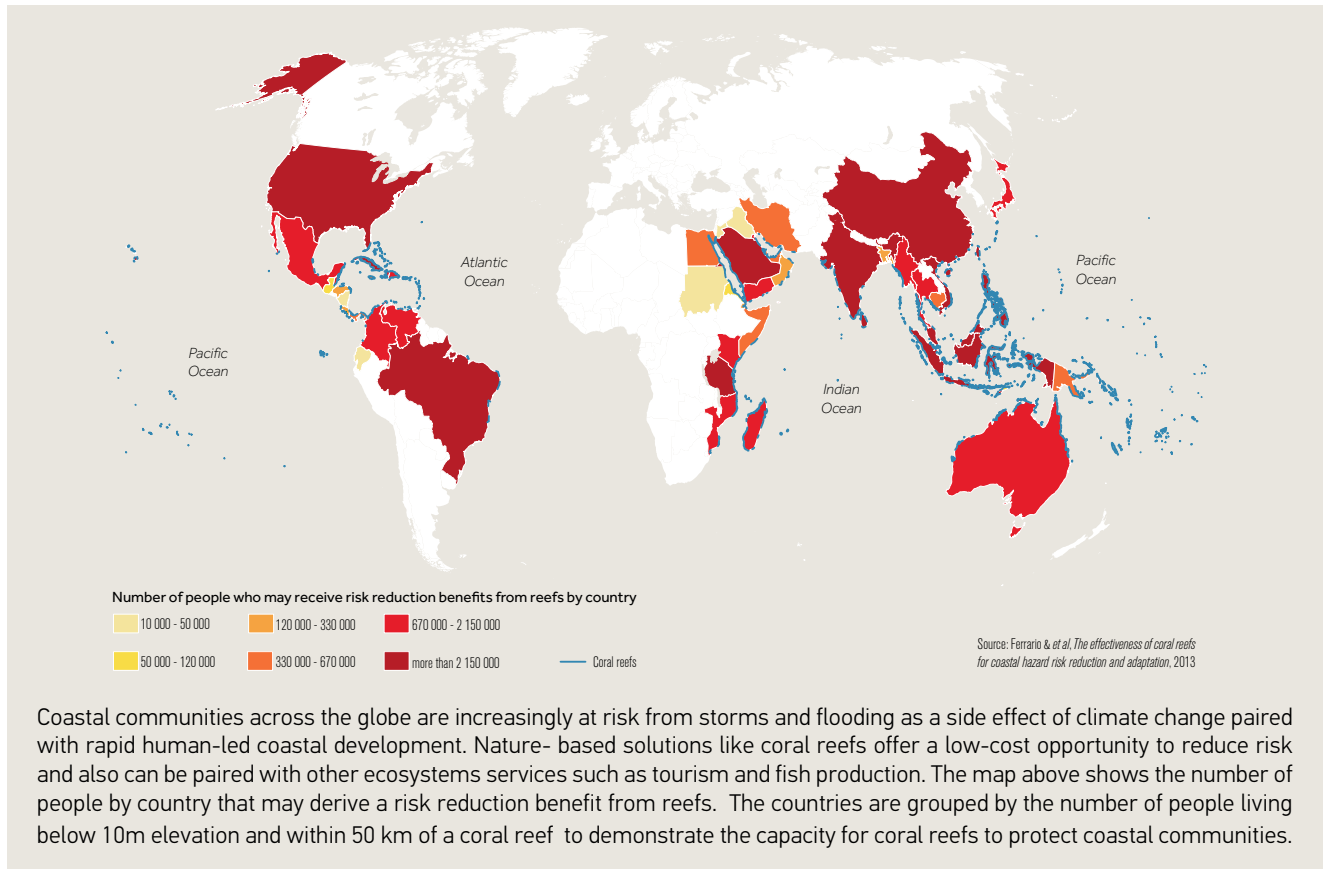 Atlantic
Ocean
Pacific
Ocean
Pacific
Ocean
Indian
Ocean
Number of people who may receive risk reduction benefits from reefs by country
10 000 - 50 000
120 000 - 330 000
670 000 - 2 150 000
50 000 - 120 000
330 000 - 670 000
more than 2 150 000
Coral reefs
Source: Ferrario & et al, The effectiveness of coral reefs
for coastal hazard risk reduction and adaptation, 2013
Coastal communities across the globe are increasingly at risk from storms and flooding as a side effect of climate change paired
with rapid human-led coastal development. Nature- based solutions like coral reefs offer a low-cost opportunity to reduce risk
and also can be paired with other ecosystems services such as tourism and fish production. The map above shows the number of
people by country that may derive a risk reduction benefit from reefs. The countries are grouped by the number of people living
below 10m elevation and within 50 km of a coral reef to demonstrate the capacity for coral reefs to protect coastal communities.